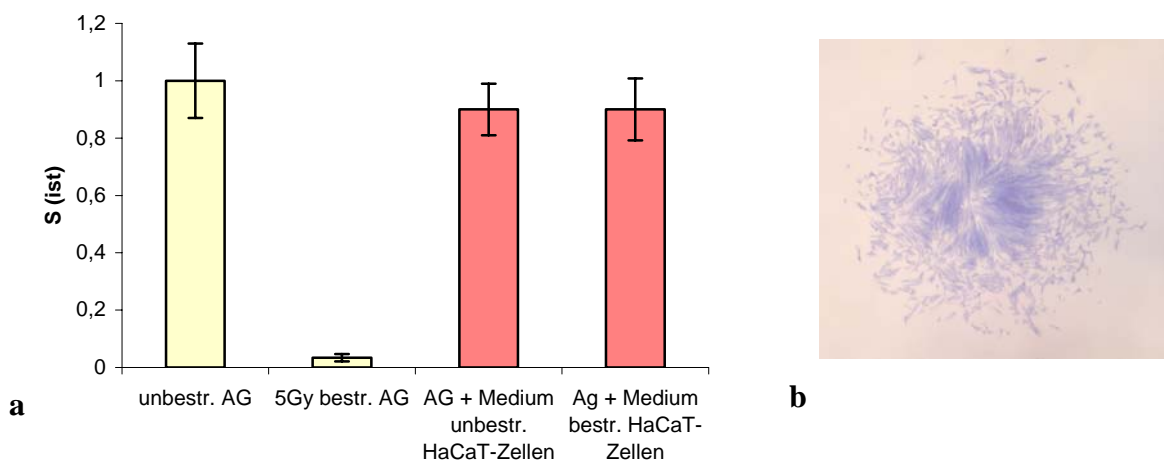 1,2
1
0,8
0,6
0,4
0,2
0
S (ist)
unbestr. AG
5Gy bestr. AG
AG + Medium
unbestr.
HaCaT-Zellen
Ag + Medium
bestr. HaCaT-
Zellen
a
b